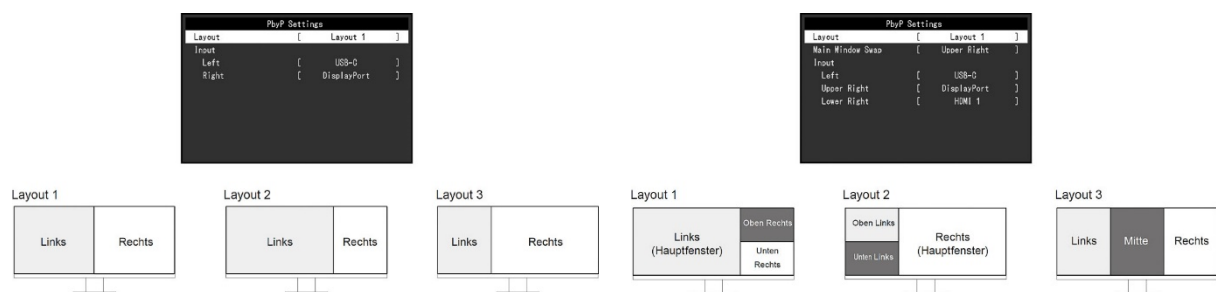 PbyP Settings
Layout [ Layout 1 ]
Input
Left [ USB-C ]
Right [ DisplayPort ]
PbyP Settings
Layout [ Layout 1 ]
Main Window Swap [ Upper Right ]
Input
Left [ USB-C ]
Upper Right [ DisplayPort ]
Lower Right [ HDMI 1 ]
Layout 1
Links
Rechts
Layout 2
Links
Rechts
Layout 3
Links
Rechts
Layout 1
Links
(Hauptfenster)
Oben Rechts
Unten
Rechts
Layout 2
Oben Links
Unten Links
Rechts
(Hauptfenster)
Layout 3
Links
Mitte
Rechts